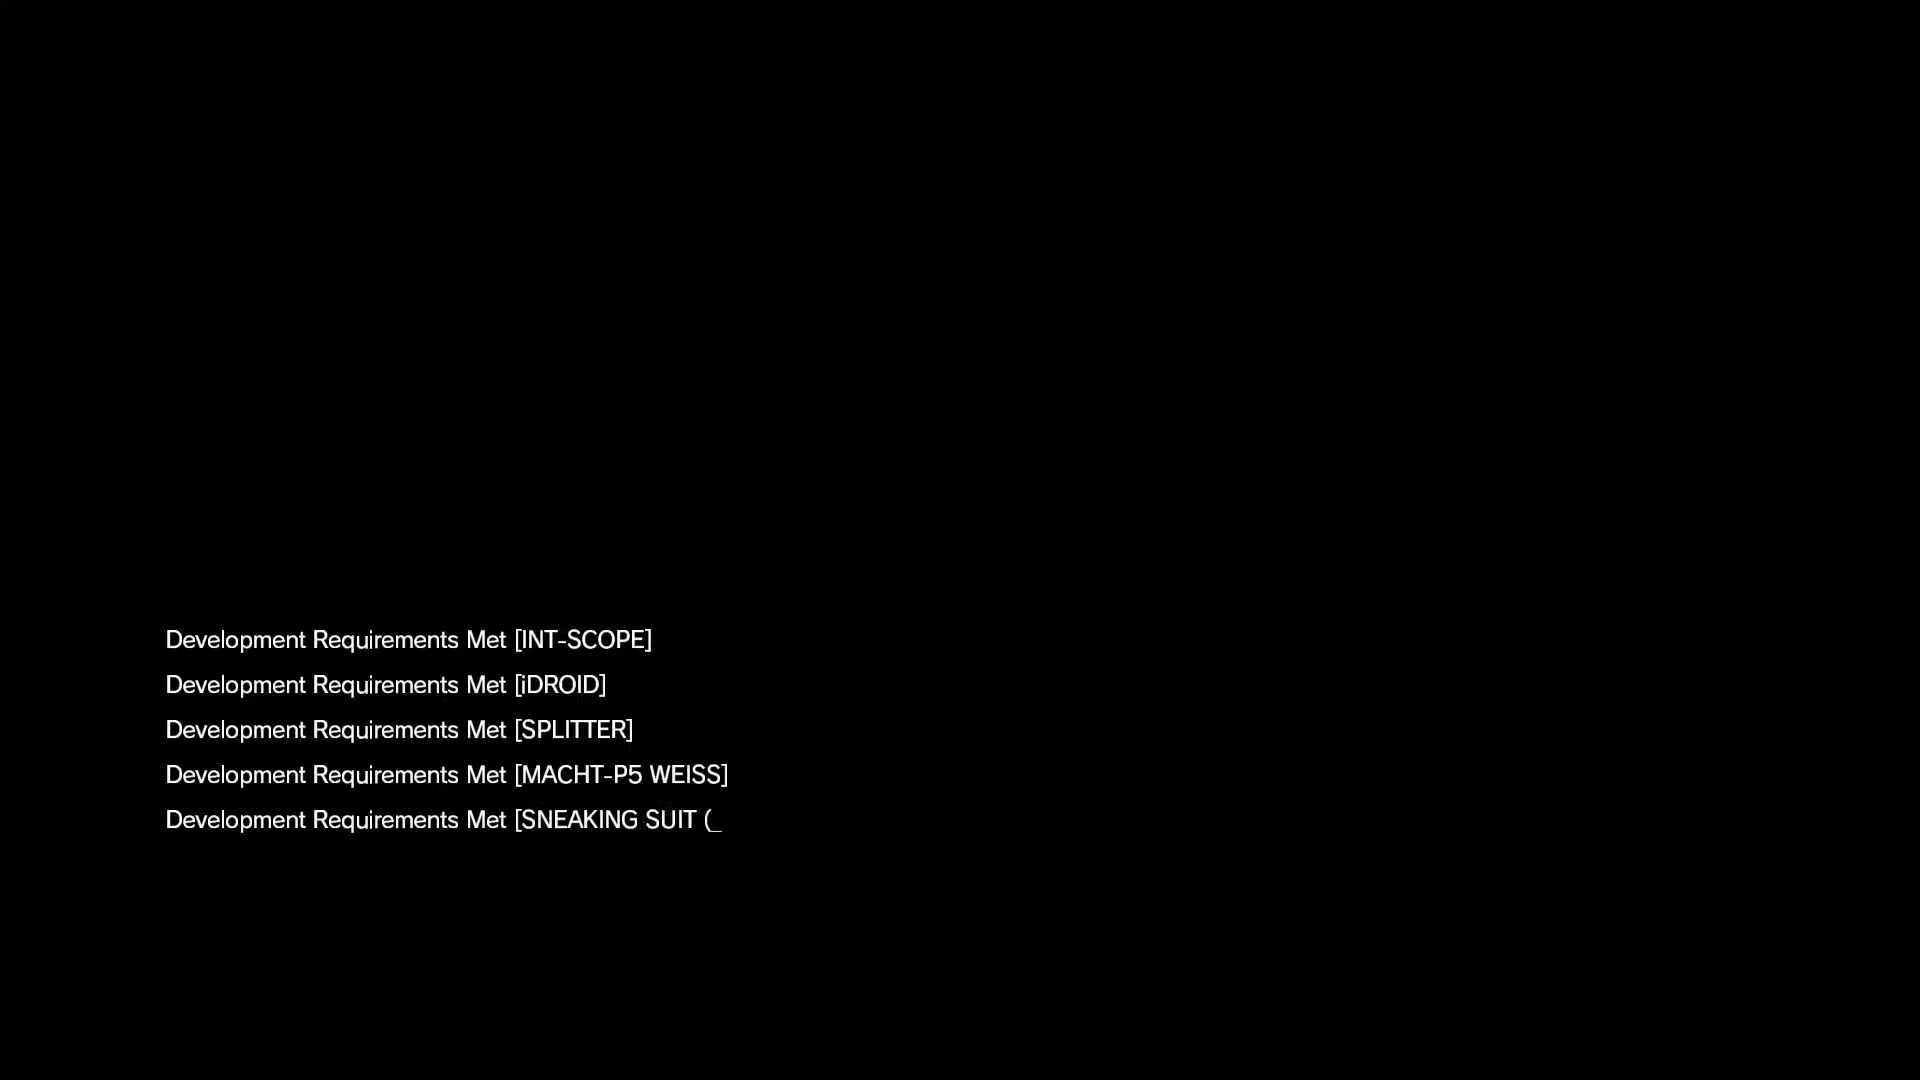 Development Requirements Met [INT-SCOPE]
Development Requirements Met [iDROID]
Development Requirements Met [SPLITTER]
Development Requirements Met [MACHT-P5 WEISS]
Development Requirements Met [SNEAKING SUIT (_